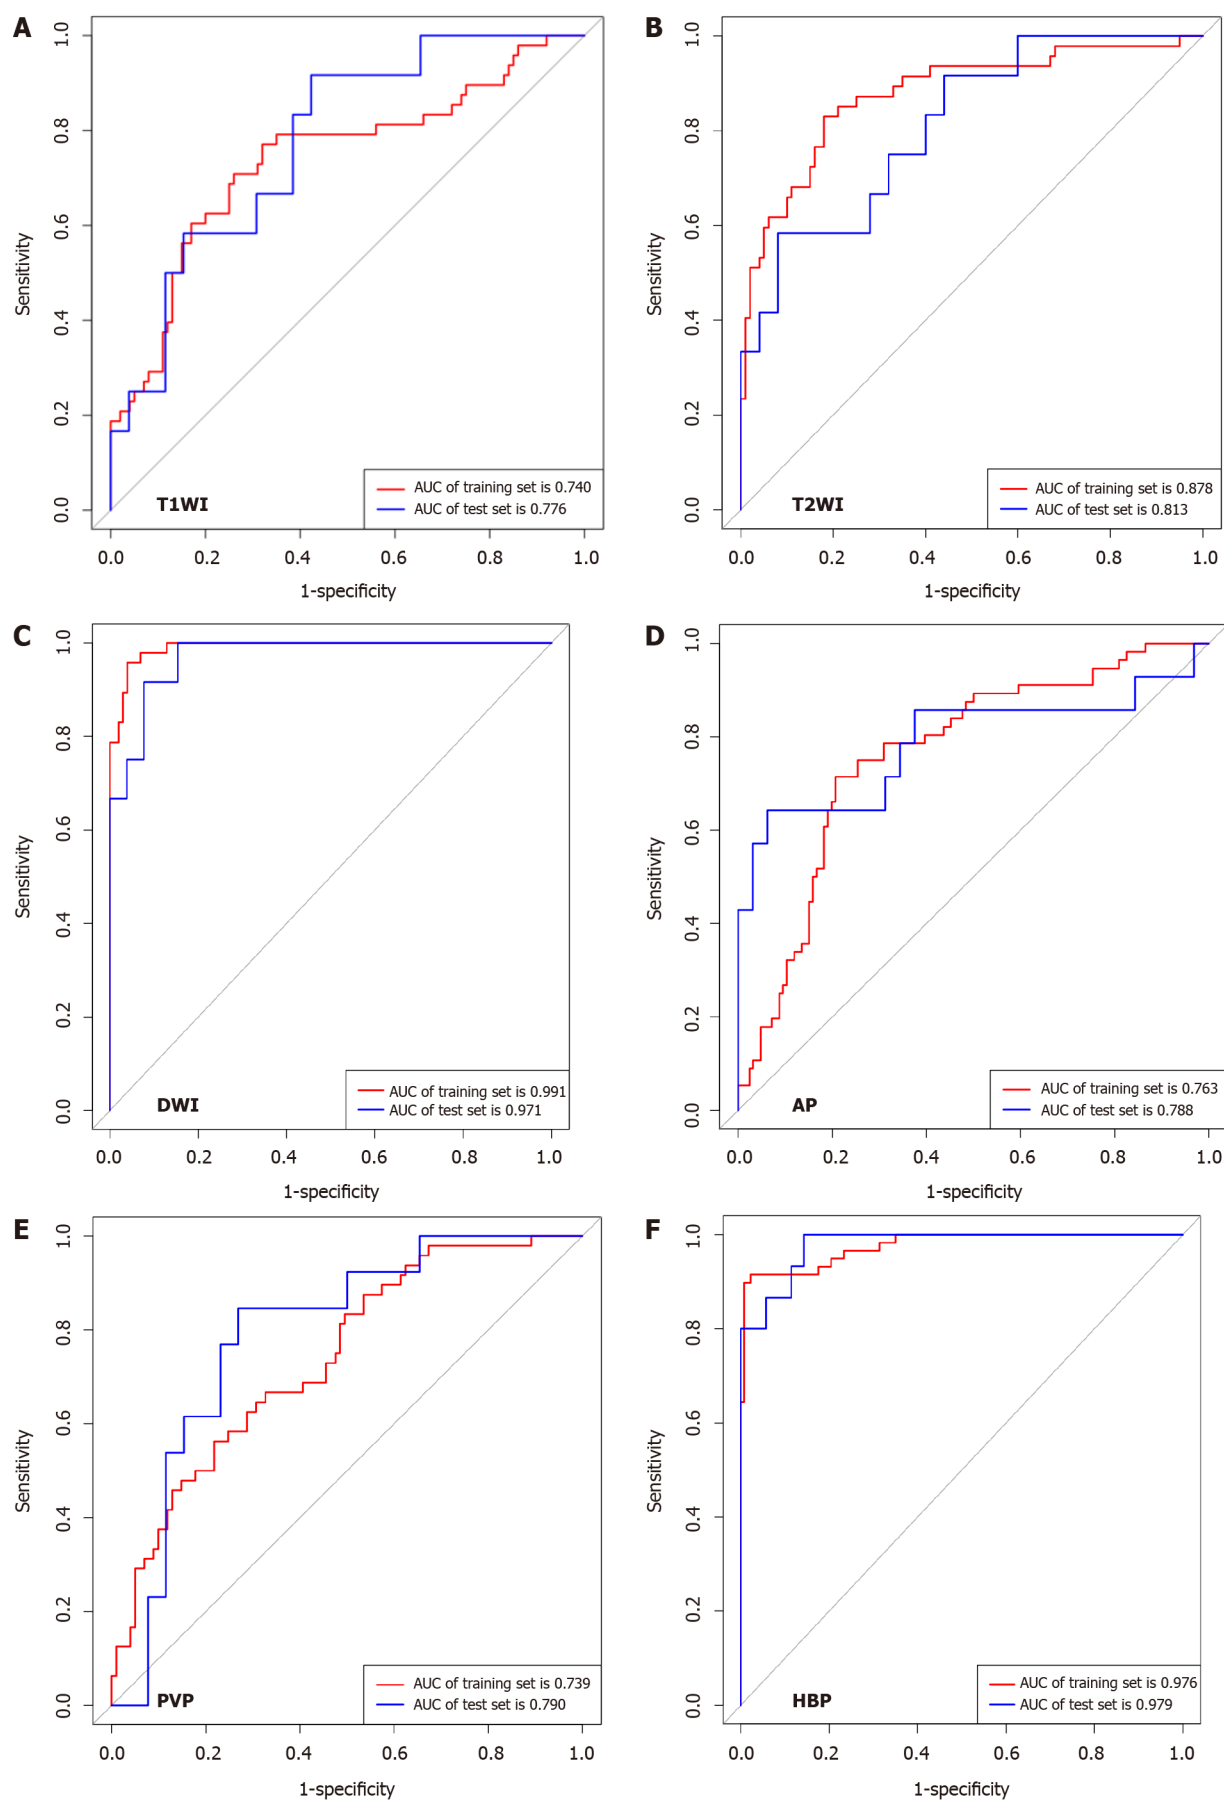 A
1.0
0.8
0.6
0.4
0.2
0.0
Sensitivity
T1WI
AUC of training set is 0.740
AUC of test set is 0.776
0.0 0.2 0.4 0.6 0.8 1.0
1-specificity
B
1.0
0.8
0.6
0.4
0.2
0.0
Sensitivity
T2WI
AUC of training set is 0.878
AUC of test set is 0.813
0.0 0.2 0.4 0.6 0.8 1.0
1-specificity
C
1.0
0.8
0.6
0.4
0.2
0.0
Sensitivity
DWI
AUC of training set is 0.991
AUC of test set is 0.971
0.0 0.2 0.4 0.6 0.8 1.0
1-specificity
D
1.0
0.8
0.6
0.4
0.2
0.0
Sensitivity
AP
AUC of training set is 0.763
AUC of test set is 0.788
0.0 0.2 0.4 0.6 0.8 1.0
1-specificity
E
1.0
0.8
0.6
0.4
0.2
0.0
Sensitivity
PVP
AUC of training set is 0.739
AUC of test set is 0.790
0.0 0.2 0.4 0.6 0.8 1.0
1-specificity
F
1.0
0.8
0.6
0.4
0.2
0.0
Sensitivity
HBP
AUC of training set is 0.976
AUC of test set is 0.979
0.0 0.2 0.4 0.6 0.8 1.0
1-specificity